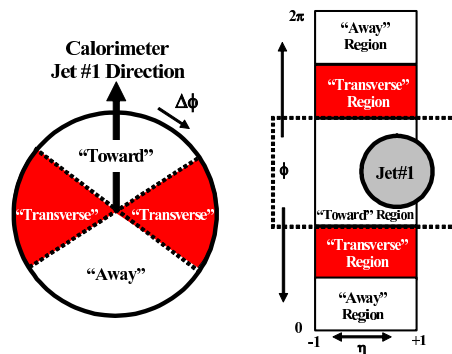 Calorimeter
Jet #1 Direction
Δϕ
“Toward”
“Transverse”
“Transverse”
“Away”
2π
“Away”
Region
“Transverse”
Region
ϕ
Jet#1
“Toward” Region
“Transverse”
Region
“Away”
Region
0
-1
+1
η